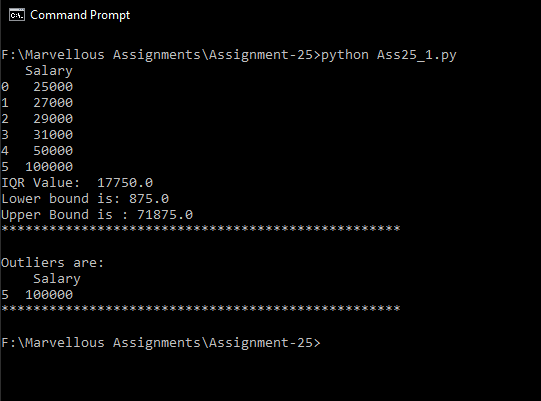 Command Prompt
F:\Marvellous Assignments\Assignment-25>python Ass25_1.py
   Salary
0   25000
1   27000
2   29000
3   31000
4   50000
5  100000
IQR Value:  17750.0
Lower bound is: 875.0
Upper Bound is : 71875.0
**************************************************
Outliers are:
    Salary
5  100000
**************************************************
F:\Marvellous Assignments\Assignment-25>